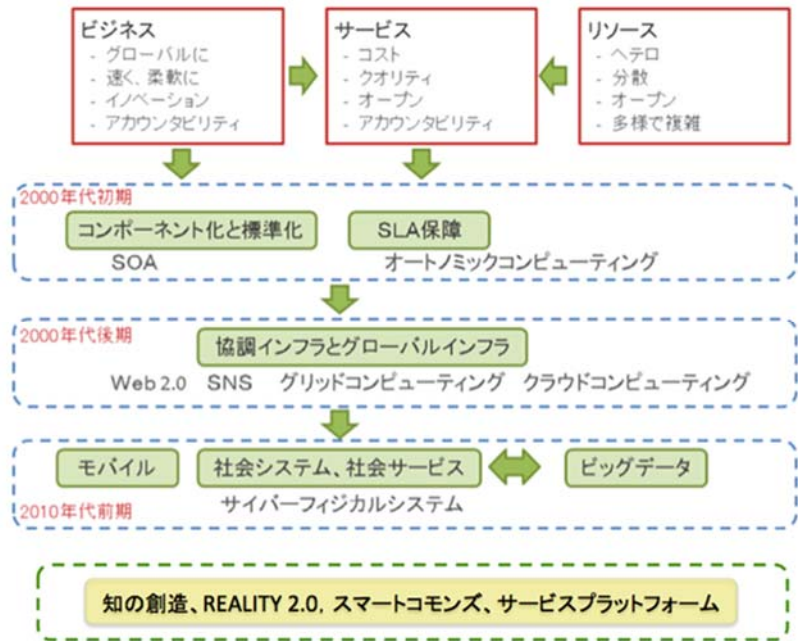 ビジネス
- グローバルに
- 速く、柔軟に
- イノベーション
- アカウンタビリティ
サービス
- コスト
- クオリティ
- オープン
- アカウンタビリティ
リソース
- ヘテロ
- 分散
- オープン
- 多様で複雑
2000年代初期
コンポーネント化と標準化
SLA保障
SOA
オートノミックコンピューティング
2000年代後期
協調インフラとグローバルインフラ
Web 2.0 SNS グリッドコンピューティング クラウドコンピューティング
モバイル
社会システム、社会サービス
ビッグデータ
サイバーフィジカルシステム
2010年代前期
知の創造、REALITY 2.0, スマートコモンズ、サービスプラットフォーム